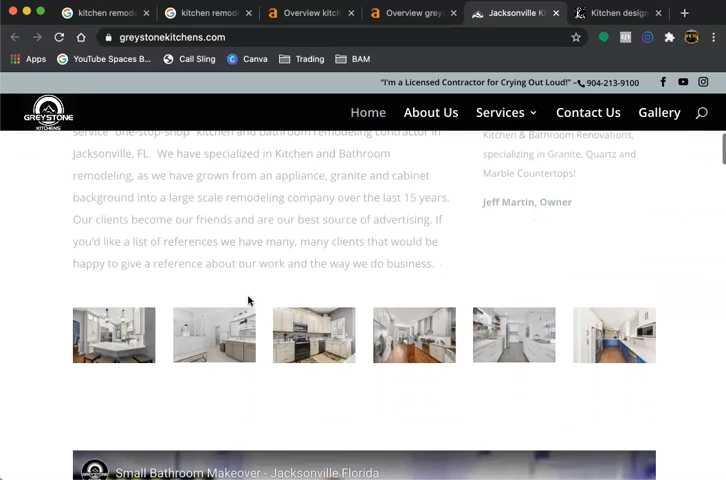 kitchen remode
kitchen remode
Overview kitch
Overview grey
Jacksonville Ki
Kitchen design
greystonekitchens.com
Apps
YouTube Spaces B...
Call Sling
Canva
Trading
BAM
"I'm a Licensed Contractor for Crying Out Loud!" – 904-213-9100
GREYSTONE
KITCHENS
Home
About Us
Services
Contact Us
Gallery
service "one-stop-shop" kitchen and bathroom remodeling contractor in
Jacksonville, FL. We have specialized in Kitchen and Bathroom
remodeling, as we have grown from an appliance, granite and cabinet
background into a large scale remodeling company over the last 15 years.
Our clients become our friends and are our best source of advertising. If
you'd like a list of references we have many, many clients that would be
happy to give a reference about our work and the way we do business.
Kitchen & Bathroom Renovations,
specializing in Granite, Quartz and
Marble Countertops!
Jeff Martin, Owner
GREYSTONE
Small Bathroom Makeover - Jacksonville Florida